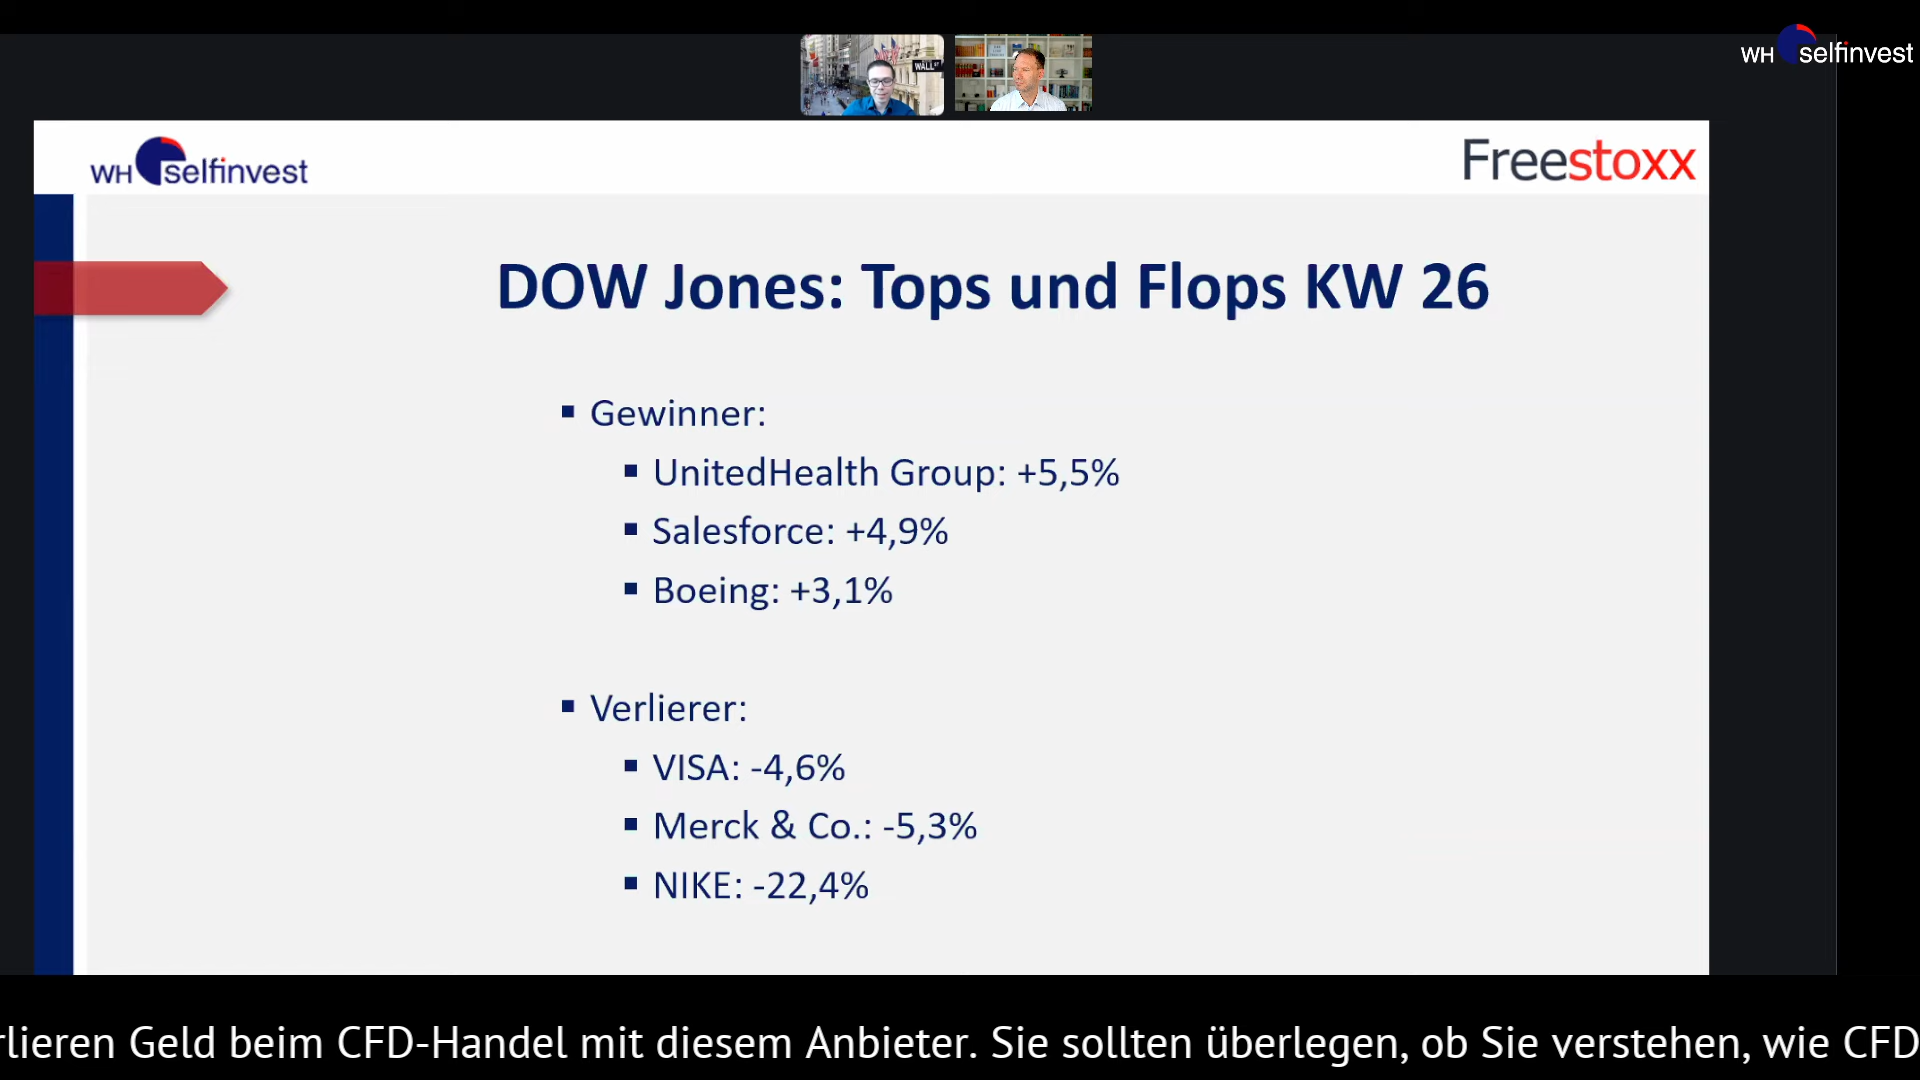 WH selfinvest
WALL ST
WH selfinvest
Freestoxx
DOW Jones: Tops und Flops KW 26
Gewinner:
UnitedHealth Group: +5,5%
Salesforce: +4,9%
Boeing: +3,1%
Verlierer:
VISA: -4,6%
Merck & Co.: -5,3%
NIKE: -22,4%
rlieren Geld beim CFD-Handel mit diesem Anbieter. Sie sollten überlegen, ob Sie verstehen, wie CFD